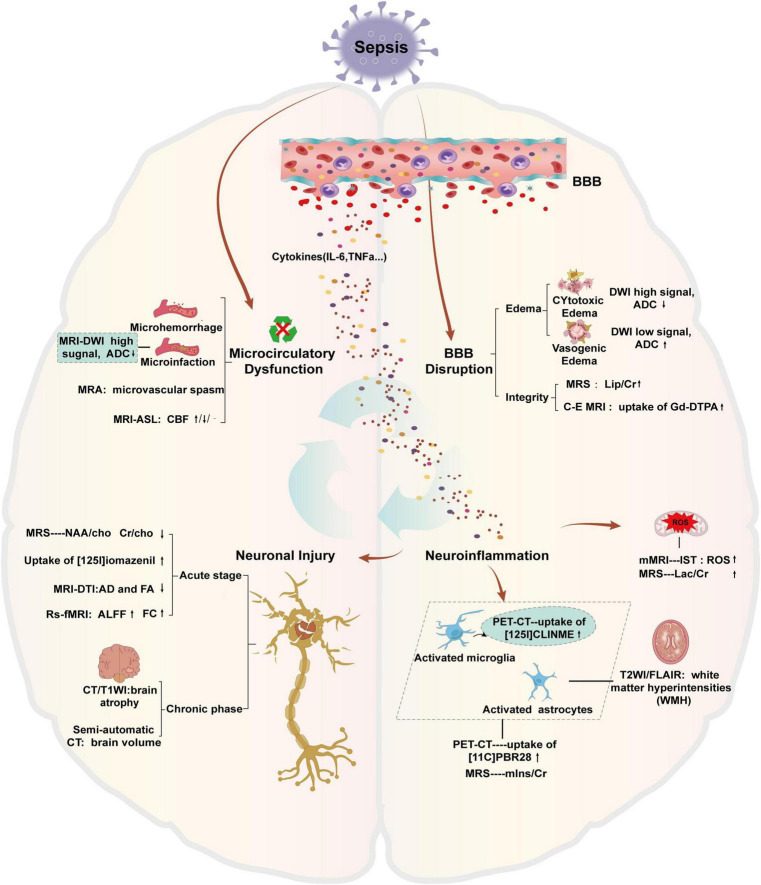 Sepsis
BBB
Cytokines(IL-6,TNFa...)
Microhemorrhage
MRI-DWI high
sugnal, ADC↓
Microinfaction
Microcirculatory
Dysfunction
MRA: microvascular spasm
MRI-ASL: CBF ↑/↓/-
BBB
Disruption
Edema
CYtotoxic
Edema
DWI high signal,
ADC ↓
Vasogenic
Edema
DWI low signal,
ADC ↑
Integrity
MRS : Lip/Cr↑
C-E MRI : uptake of Gd-DTPA↑
Neuronal Injury
MRS----NAA/cho Cr/cho ↓
Uptake of [125I]iomazenil ↑
MRI-DTI:AD and FA ↓
Rs-fMRI: ALFF ↑ FC ↑
Acute stage
CT/T1WI:brain
atrophy
Chronic phase
Semi-automatic
CT: brain volume
Neuroinflammation
ROS
mMRI---IST : ROS↑
MRS---Lac/Cr ↑
PET-CT--uptake of
[125I]CLINME ↑
Activated microglia
Activated astrocytes
T2WI/FLAIR: white
matter hyperintensities
(WMH)
PET-CT----uptake of
[11C]PBR28 ↑
MRS----mIns/Cr